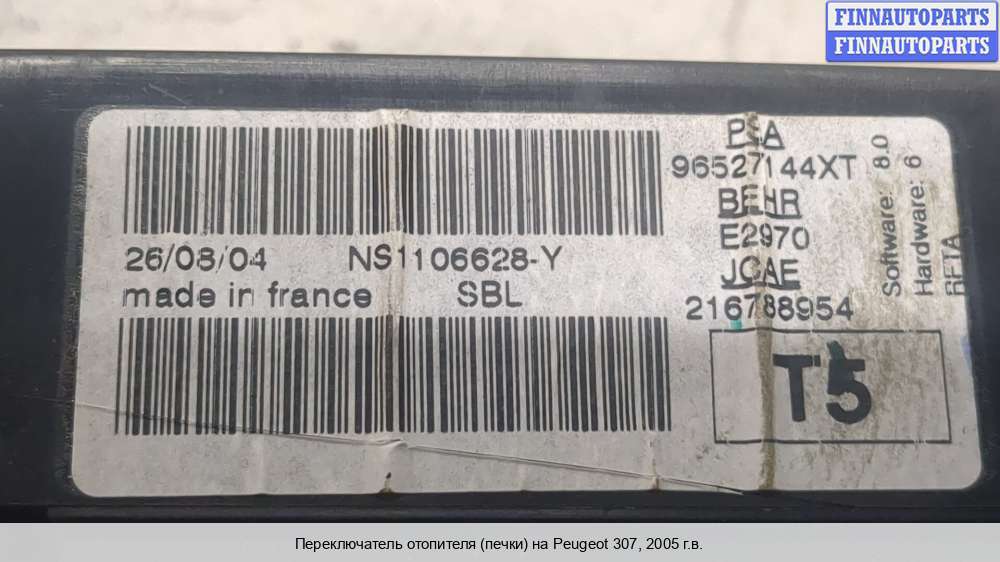 FINNAUTOPARTS
FINNAUTOPARTS
PSA
96527144XT
BEHR
E2970
JCAE
216788954
T5
26/08/04 NS1106628-Y
made in france SBL
Software: 8.0
Hardware: 6
RFTA
Переключатель отопителя (печки) на Peugeot 307, 2005 г.в.